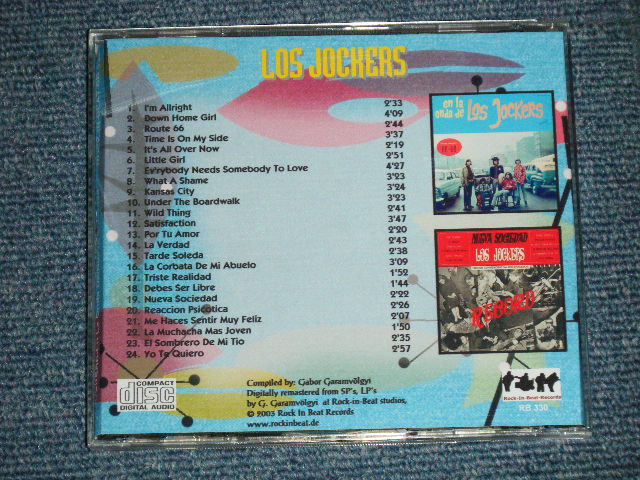 LOS JOCKERS
1. I'm Allright 2'33
2. Down Home Girl 4'09
3. Route 66 2'44
4. Time Is On My Side 3'37
5. It's All Over Now 2'19
6. Little Girl 2'51
7. Ev'rybody Needs Somebody To Love 4'27
8. What A Shame 3'23
9. Kansas City 3'24
10. Under The Boardwalk 3'23
11. Wild Thing 2'41
12. Satisfaction 3'47
13. Por Tu Amor 2'20
14. La Verdad 2'43
15. Tarde Soleda 2'38
16. La Corbata De Mi Abuelo 3'09
17. Triste Realidad 1'52
18. Debes Ser Libre 1'44
19. Nueva Sociedad 2'22
20. Reaccion Psicotica 2'26
21. Me Haces Sentir Muy Feliz 2'07
22. La Muchacha Mas Joven 1'50
23. El Sombrero De Mi Tio 2'35
24. Yo Te Quiero 2'57
en la
onda de LOS JOCKERS
NUEVA SOCIEDAD
LOS JOCKERS
COMPACT
disc
DIGITAL AUDIO
Compiled by: Gabor Garamvölgyi
Digitally remastered from SP's, LP's
by G. Garamvölgyi at Rock-in-Beat studios,
© 2003 Rock In Beat Records
www.rockinbeat.de
Rock-In-Beat-Records
RB 330